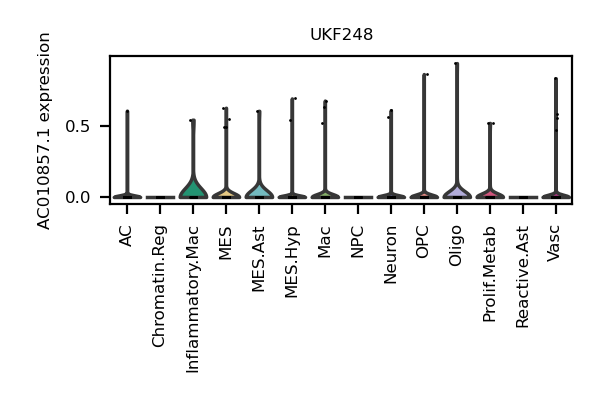 UKF248
AC010857.1 expression
0.5
0.0
AC
Chromatin.Reg
Inflammatory.Mac
MES
MES.Ast
MES.Hyp
Mac
NPC
Neuron
OPC
Oligo
Prolif.Metab
Reactive.Ast
Vasc